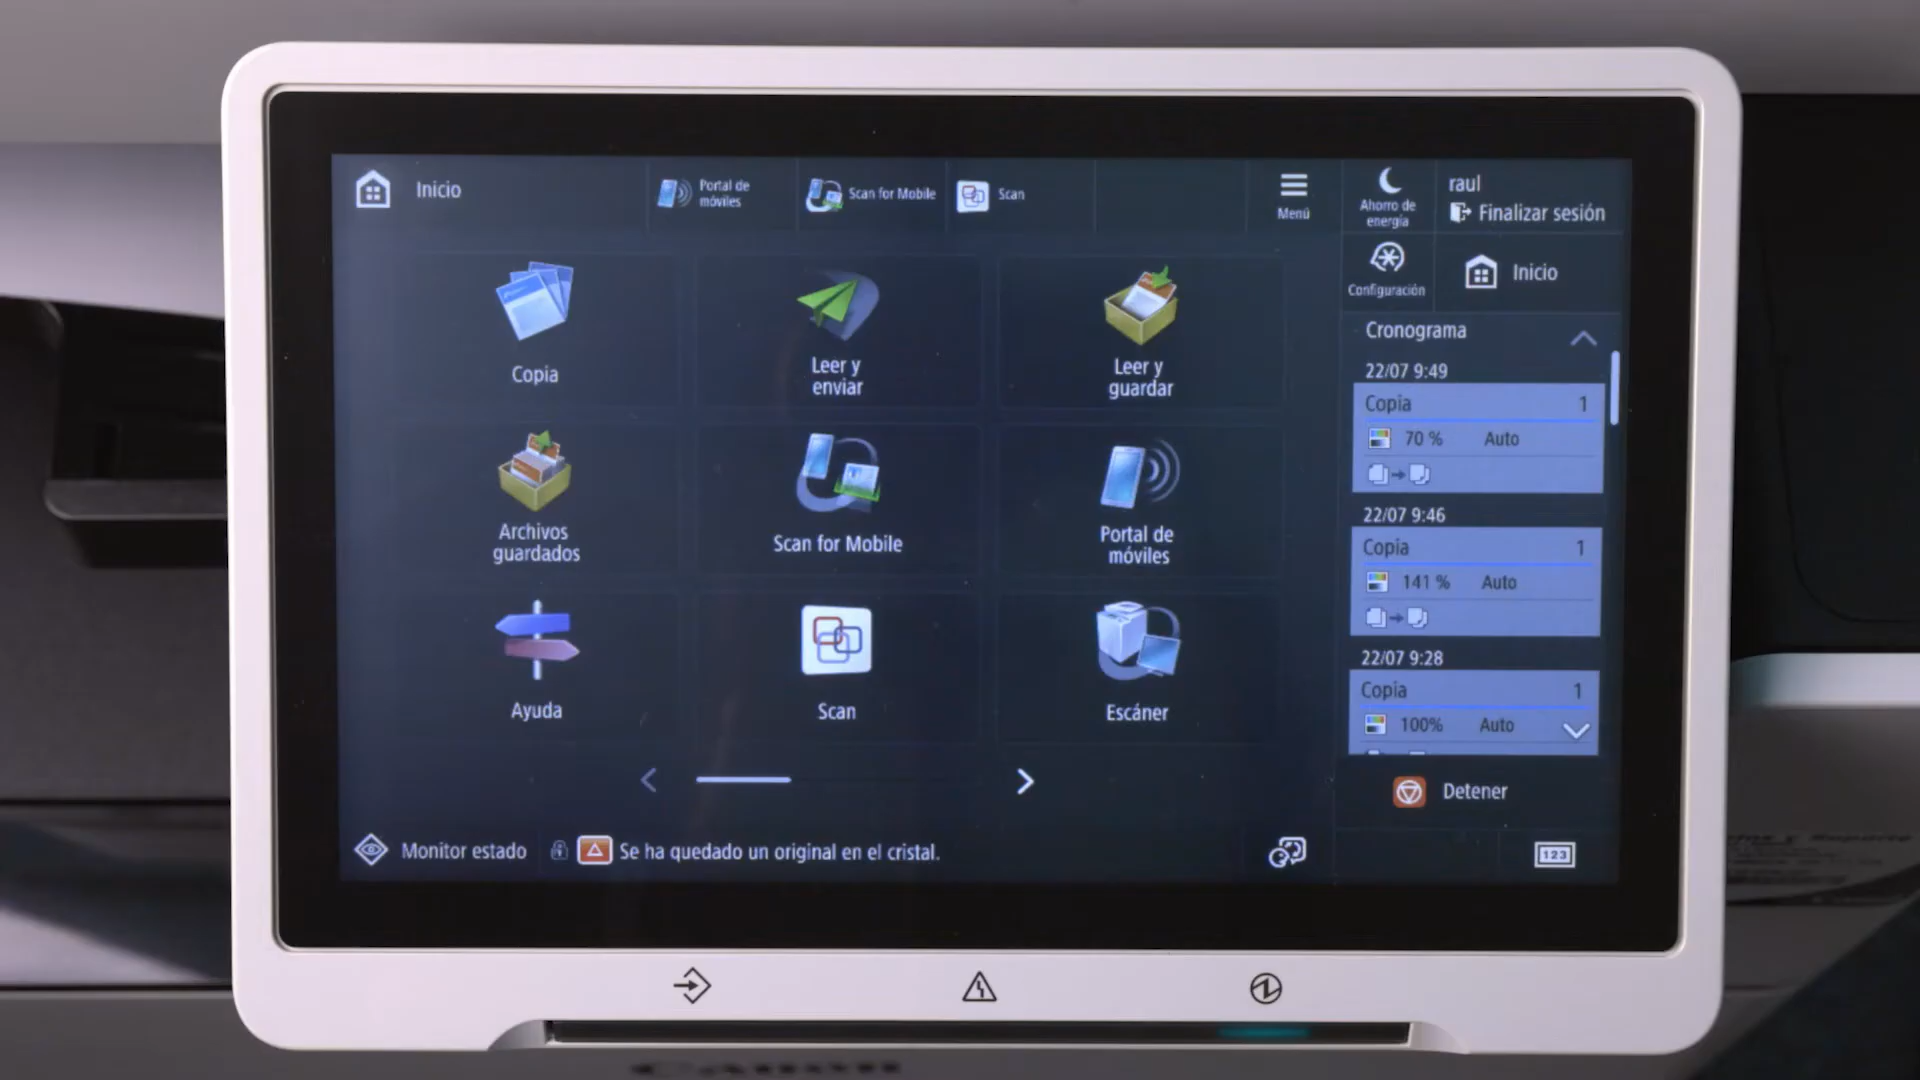 Inicio
Portal de
móviles
Scan for Mobile
Scan
Menú
Ahorro de
energía
raul
Finalizar sesión
Configuración
Inicio
Copia
Leer y
enviar
Leer y
guardar
Archivos
guardados
Scan for Mobile
Portal de
móviles
Ayuda
Scan
Escáner
Cronograma
22/07 9:49
Copia 1
70 % Auto
22/07 9:46
Copia 1
141 % Auto
22/07 9:28
Copia 1
100% Auto
Detener
Monitor estado
Se ha quedado un original en el cristal.
123